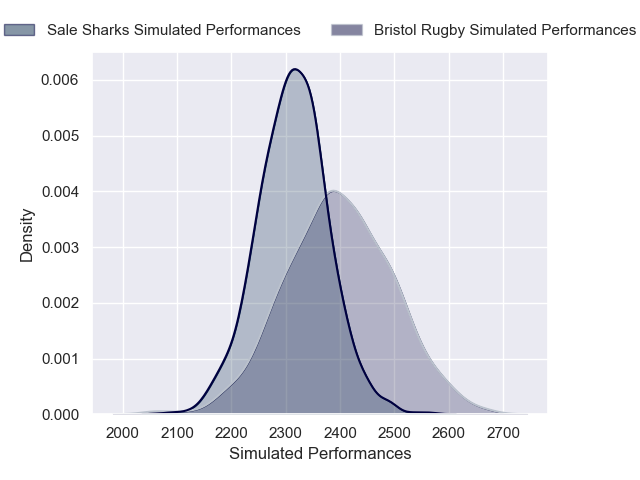 Sale Sharks Simulated Performances Bristol Rugby Simulated Performances
0.006
0.005
0.004
0.003
0.002
0.001
0.000
Density
2000 2100 2200 2300 2400 2500 2600 2700
Simulated Performances